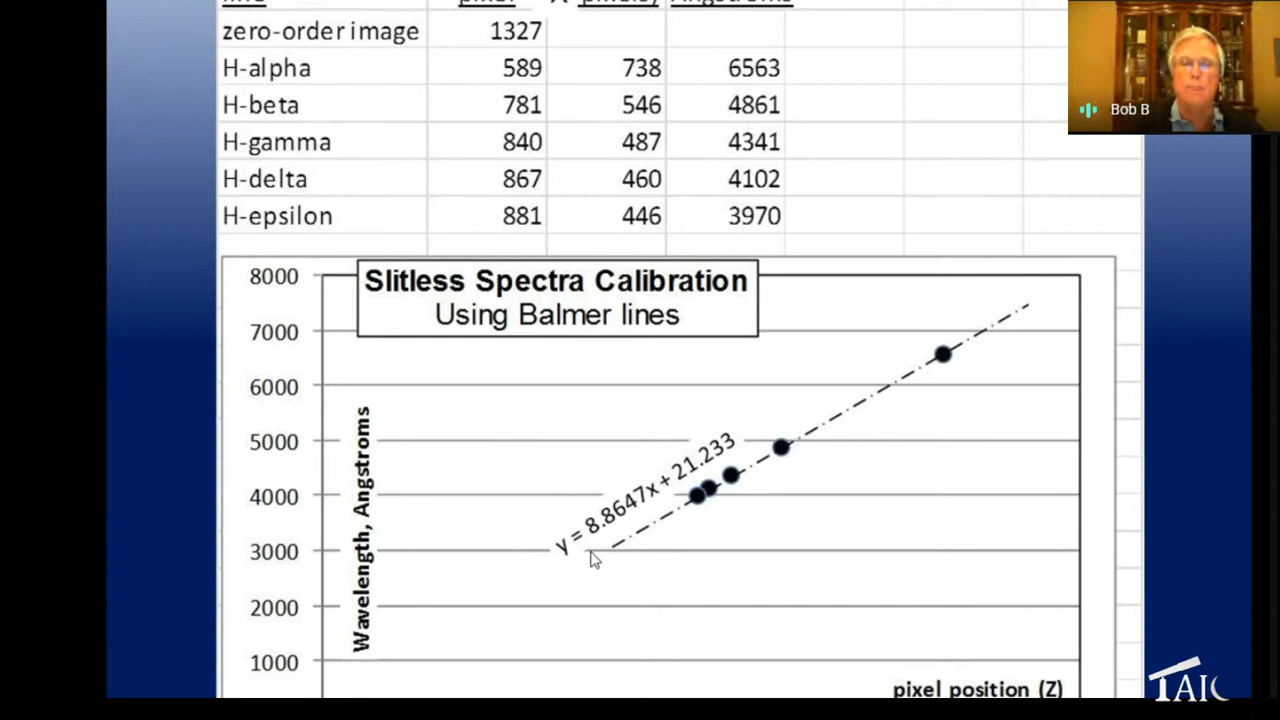 zero-order image 1327
H-alpha 589 738 6563
Bob B
H-beta 781 546 4861
H-gamma 840 487 4341
H-delta 867 460 4102
H-epsilon 881 446 3970
Slitless Spectra Calibration
Using Balmer lines
8000
7000
6000
5000
4000
3000
2000
1000
Wavelength, Angstroms
y = 8.8647x + 21.233
pixel position (Z)
TAIC